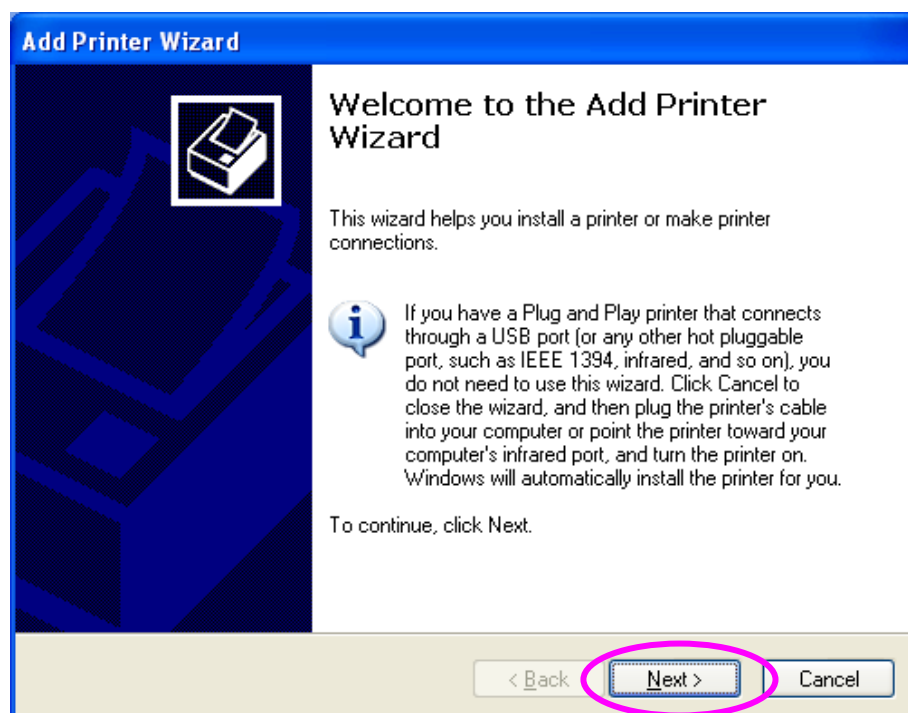 Add Printer Wizard
Welcome to the Add Printer
Wizard
This wizard helps you install a printer or make printer
connections.
If you have a Plug and Play printer that connects
through a USB port (or any other hot pluggable
port, such as IEEE 1394, infrared, and so on), you
do not need to use this wizard. Click Cancel to
close the wizard, and then plug the printer's cable
into your computer or point the printer toward your
computer's infrared port, and turn the printer on.
Windows will automatically install the printer for you.
To continue, click Next.
< Back Next > Cancel